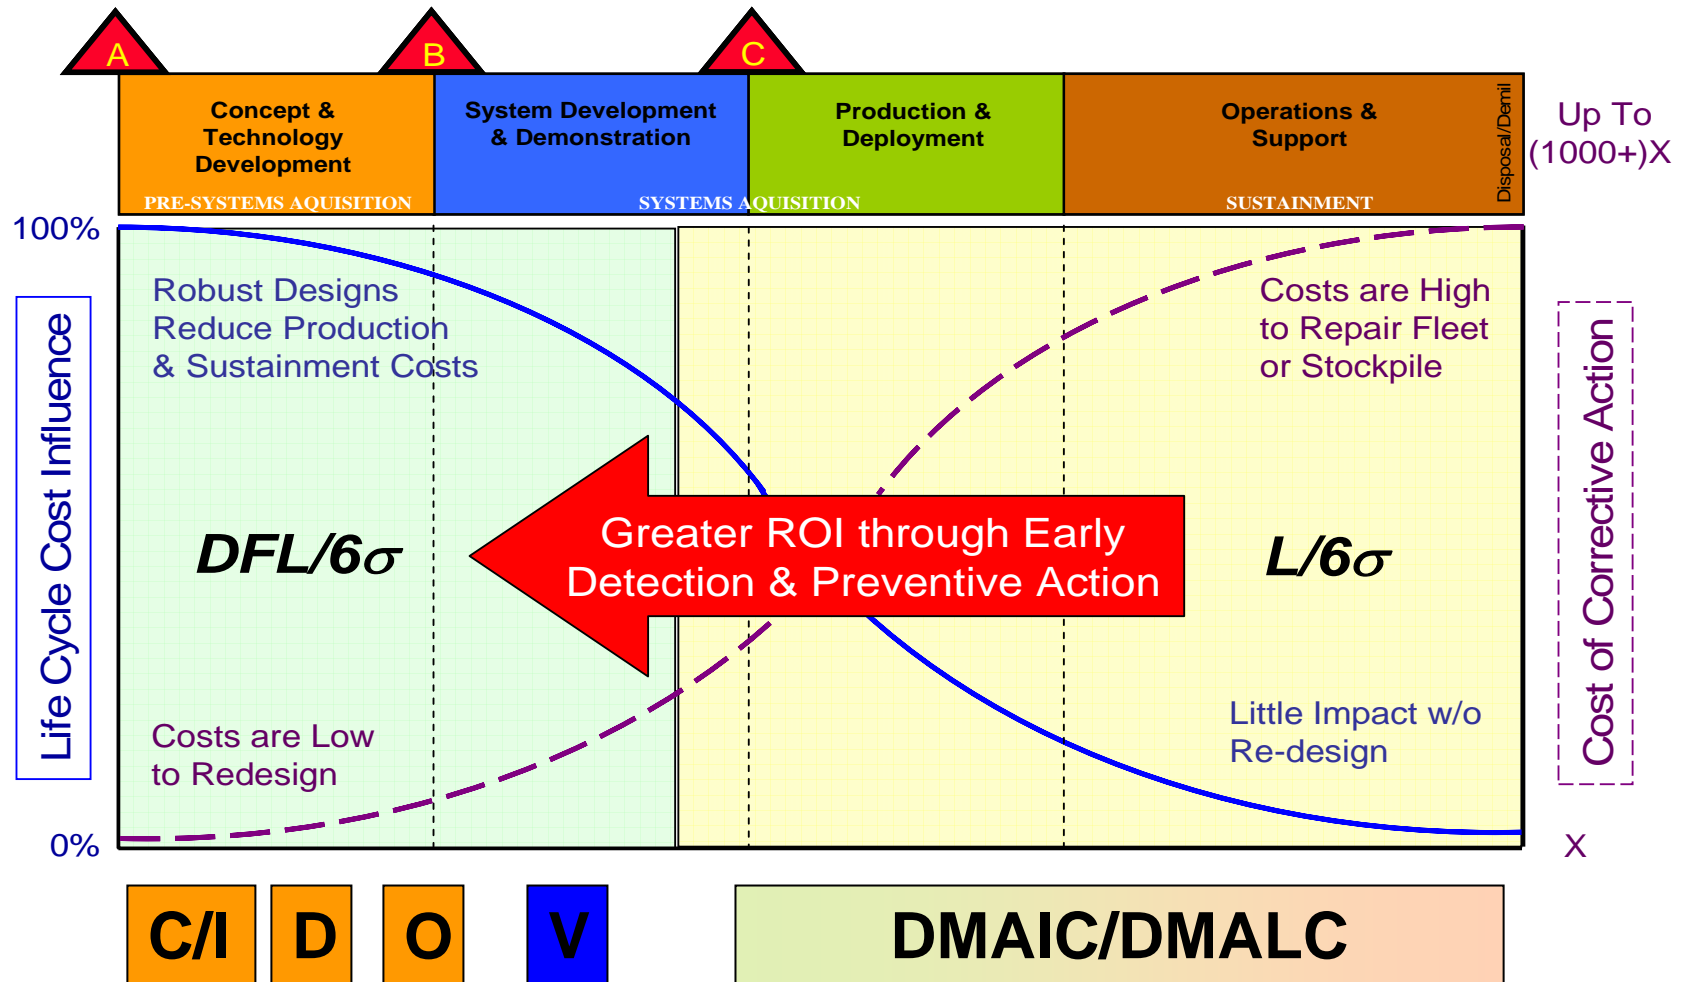 A
B
C
Concept &
Technology
Development
PRE-SYSTEMS AQUISITION
System Development
& Demonstration
SYSTEMS AQUISITION
Production &
Deployment
Operations &
Support
SUSTAINMENT
Disposal/Demil
Up To
(1000+)X
100%
Life Cycle Cost Influence
0%
Robust Designs
Reduce Production
& Sustainment Costs
Costs are High
to Repair Fleet
or Stockpile
DFL/6σ
Greater ROI through Early
Detection & Preventive Action
L/6σ
Costs are Low
to Redesign
Little Impact w/o
Re-design
Cost of Corrective Action
X
C/I
D
O
V
DMAIC/DMALC